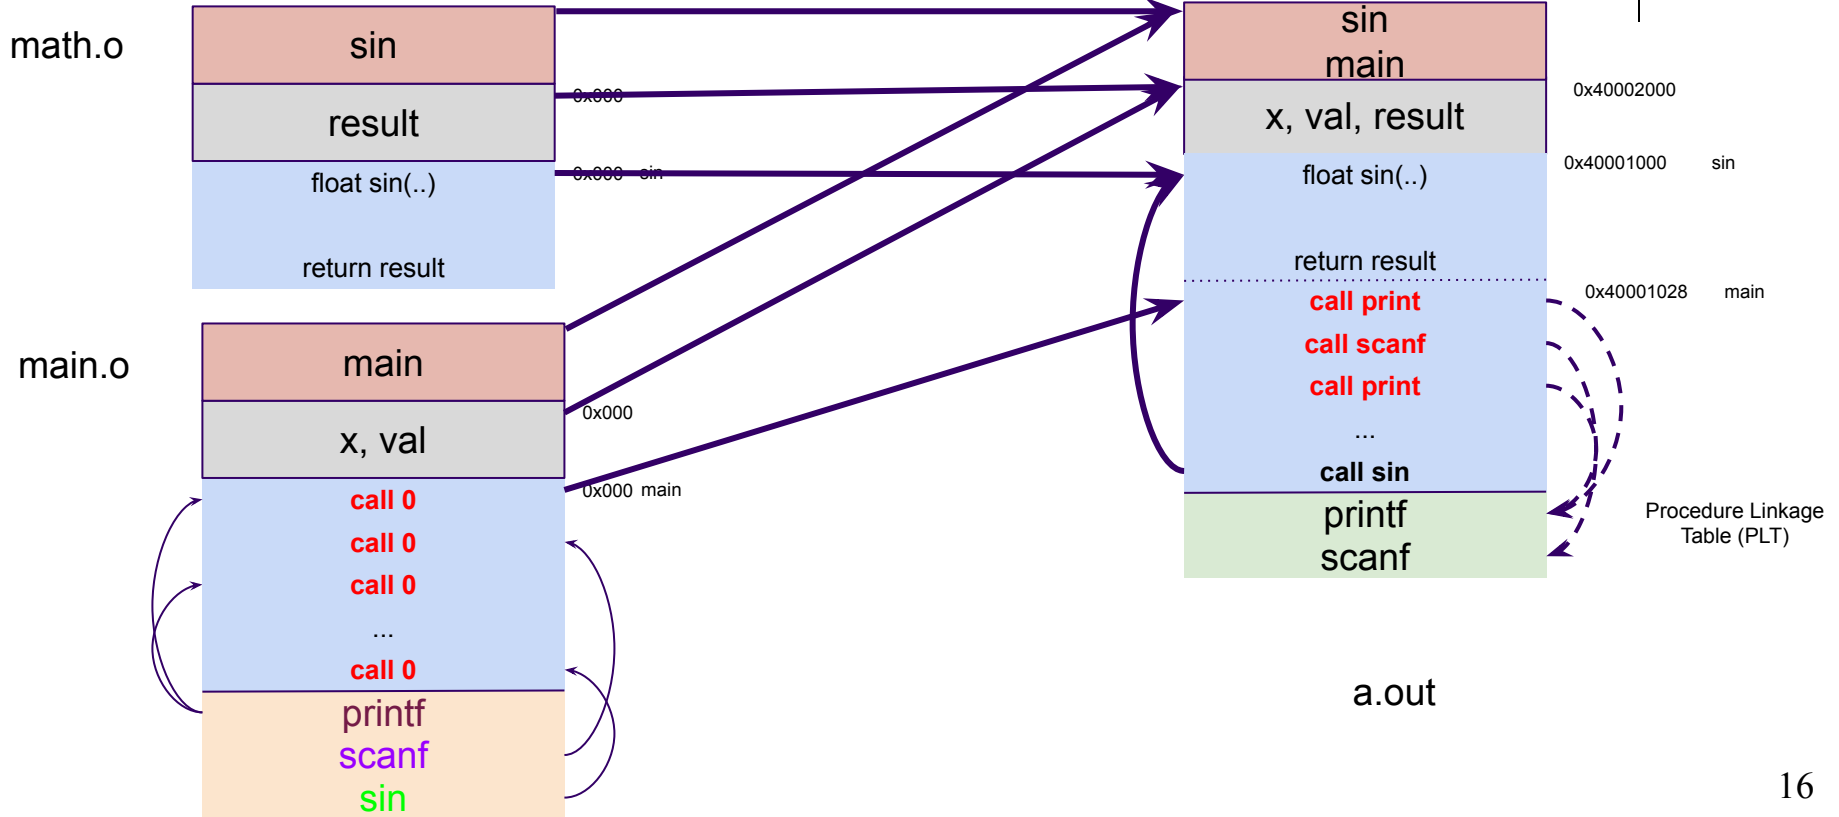 math.o
sin
result
float sin(..)
return result
0x000
0x000 sin
main.o
main
x, val
call 0
call 0
call 0
...
call 0
printf
scanf
sin
0x000
0x000 main
sin
main
x, val, result
float sin(..)
return result
call print
call scanf
call print
...
call sin
printf
scanf
0x40002000
0x40001000 sin
0x40001028 main
Procedure Linkage
Table (PLT)
a.out
16